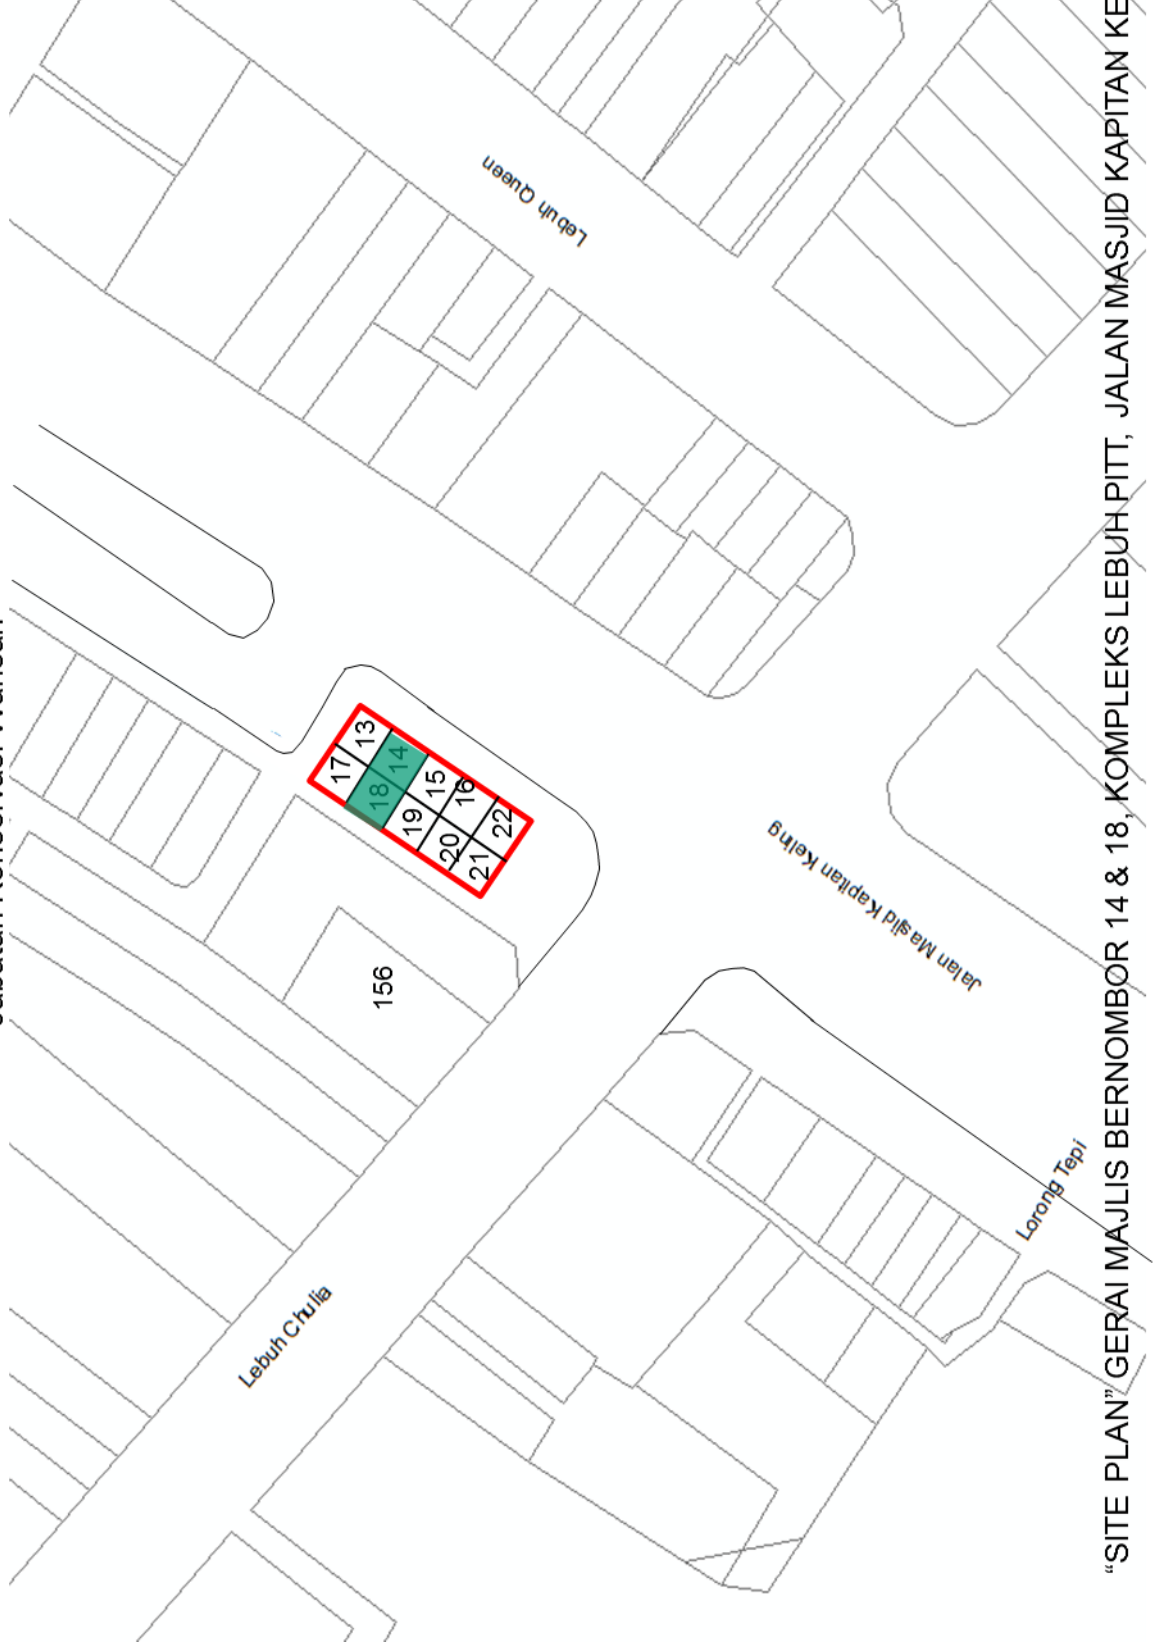 Lebuh Queen
17 13
18 14
19 15
20 16
21 22
156
Jalan Masjid Kapitan Keling
Lebuh Chulia
Lorong Tepi
“SITE PLAN” GERAI MAJLIS BERNOMBOR 14 & 18, KOMPLEKS LEBUH PITT, JALAN MASJID KAPITAN KE